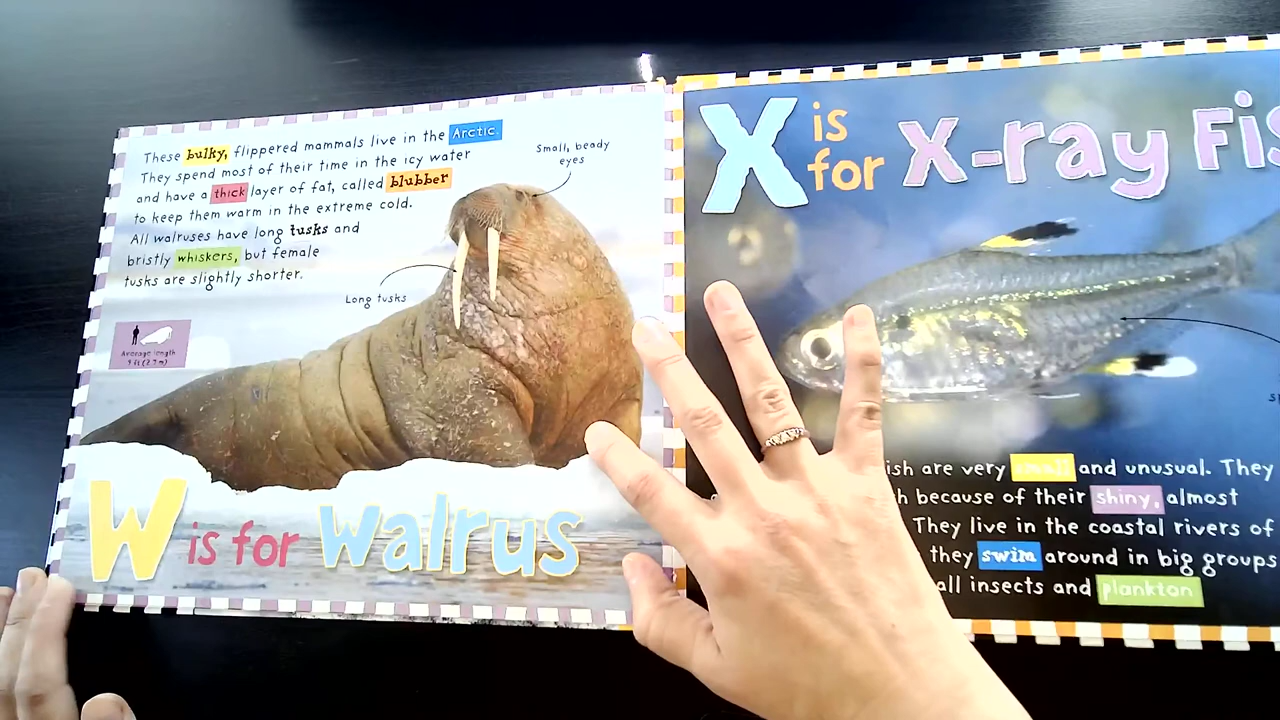 These bulky, flippered mammals live in the Arctic.
They spend most of their time in the icy water
and have a thick layer of fat, called blubber
to keep them warm in the extreme cold.
All walruses have long tusks and
bristly whiskers, but female
tusks are slightly shorter.
Small, beady
eyes
Long tusks
Average length
W is for Walrus
X is
for X-ray Fis
ish are very small and unusual. They
h because of their shiny, almost
They live in the coastal rivers of
they swim around in big groups
all insects and plankton